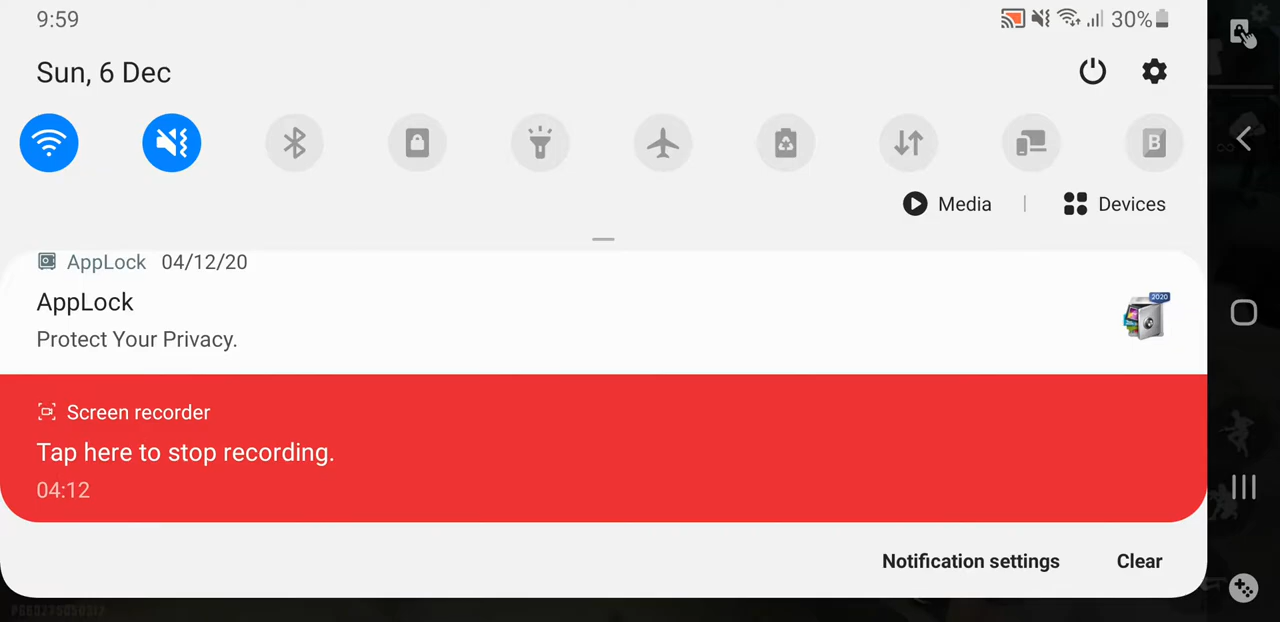 9:59
30%
Sun, 6 Dec
B
Media | Devices
AppLock 04/12/20
AppLock
2020
Protect Your Privacy.
Screen recorder
Tap here to stop recording.
04:12
Notification settings
Clear